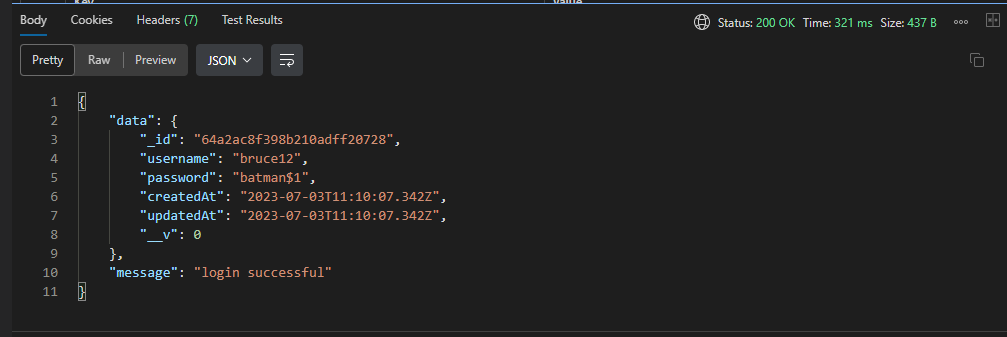 Body Cookies Headers (7) Test Results Status: 200 OK Time: 321 ms Size: 437 B
Pretty Raw Preview JSON
1 {
2 "data": {
3 "_id": "64a2ac8f398b210adff20728",
4 "username": "bruce12",
5 "password": "batman$1",
6 "createdAt": "2023-07-03T11:10:07.342Z",
7 "updatedAt": "2023-07-03T11:10:07.342Z",
8 "__v": 0
9 },
10 "message": "login successful"
11 }